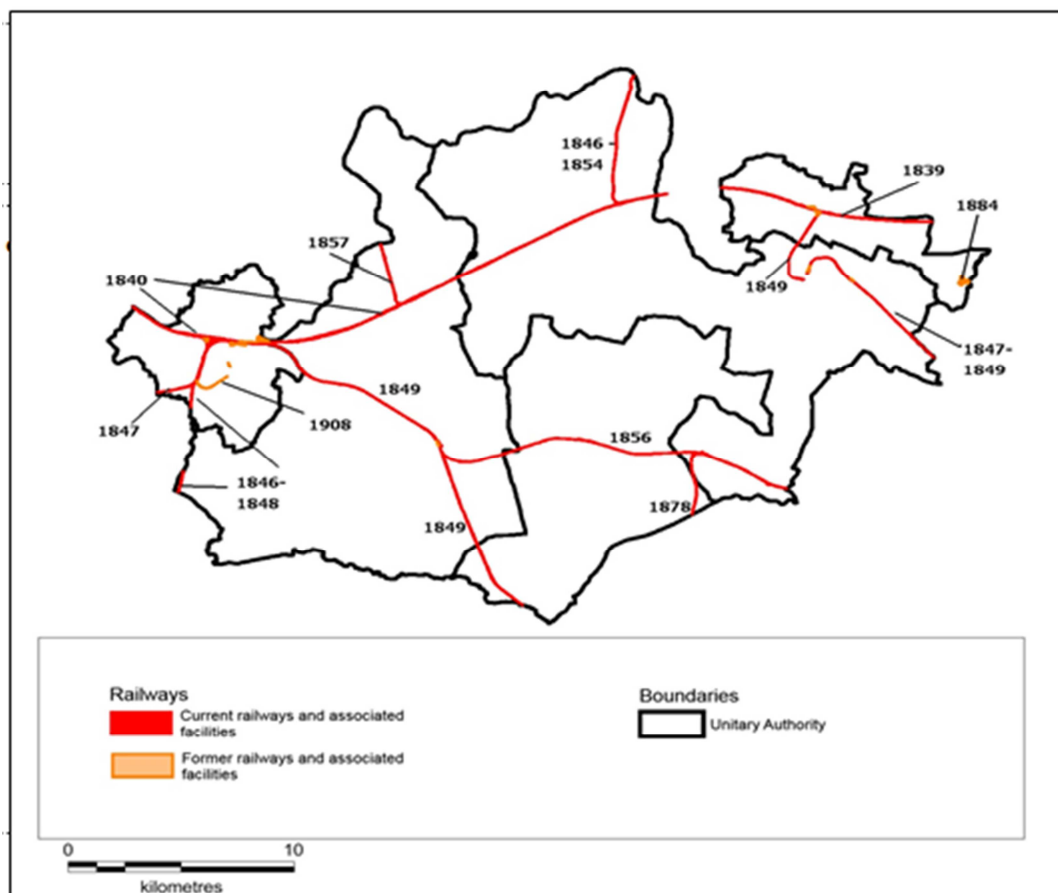 1846 -
1854
1839
1884
1857
1840
1849
1847-
1849
1849
1847
1908
1856
1846-
1848
1878
1849
Railways
Current railways and associated
facilities
Former railways and associated
facilities
Boundaries
Unitary Authority
0 10
kilometres